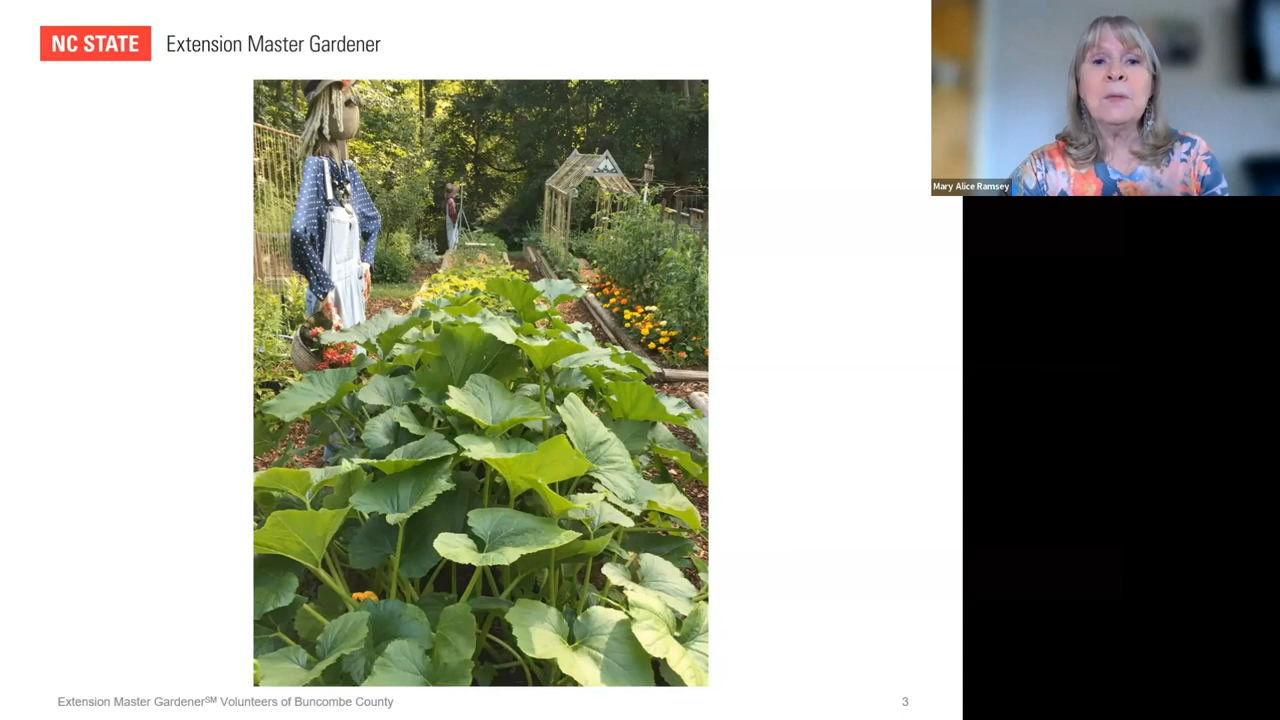 NC STATE Extension Master Gardener
Mary Alice Ramsey
Extension Master Gardener℠ Volunteers of Buncombe County 3